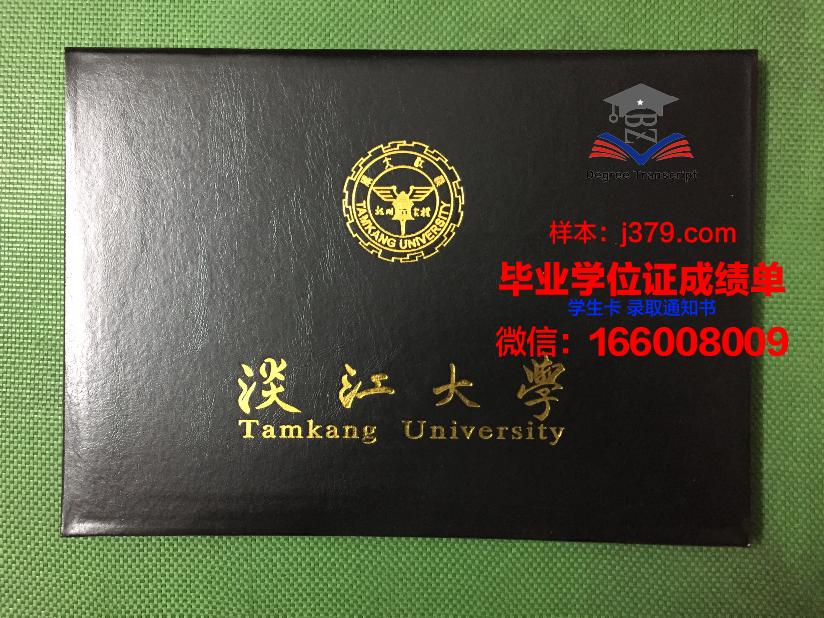 大
TAMKANG UNIVERSITY
Degree Transcript
样本：j379.com
毕业学位证成绩单
学生卡 录取通知书
微信：166008009
淡江大學
Tamkang University